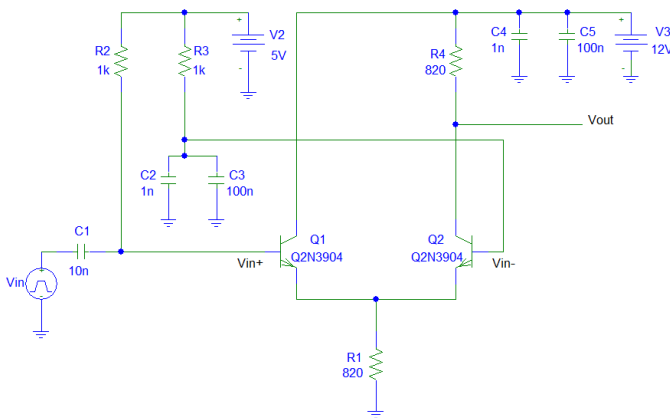 R2
1k
R3
1k
V2
5V
+
-
R4
820
C4
1n
C5
100n
V3
12V
+
-
Vout
C2
1n
C3
100n
C1
10n
Vin
+
-
Vin+
Q1
Q2N3904
Q2
Q2N3904
Vin-
R1
820